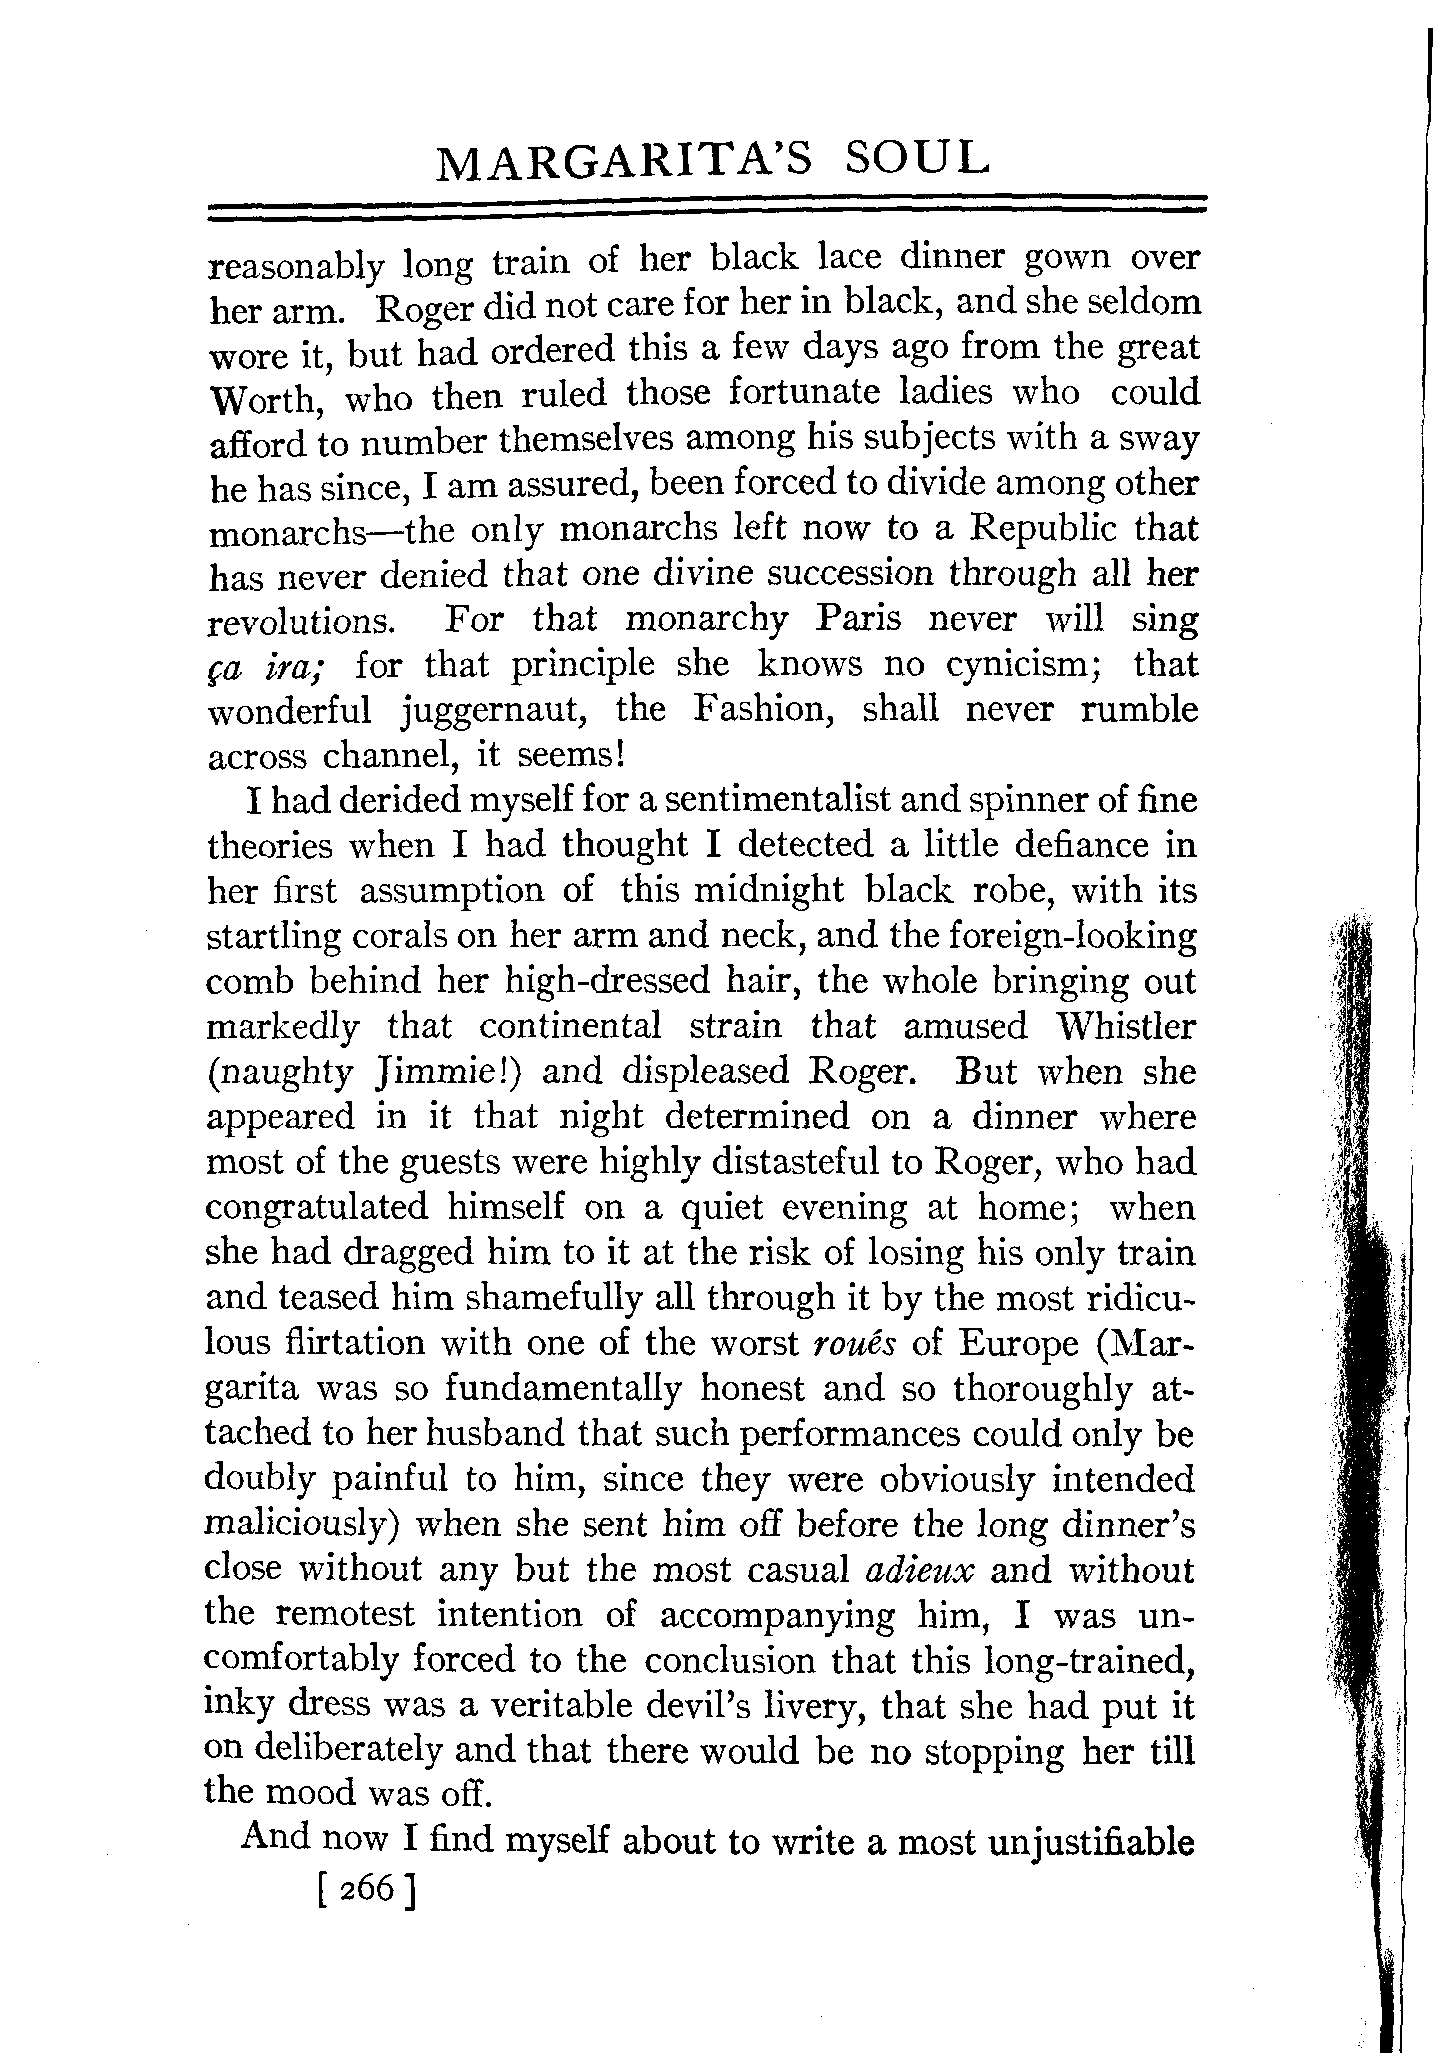 MARGARITA'S SOUL
reasonably long train of her black lace dinner gown over
her arm. Roger did not care for her in black, and she seldom
wore it, but had ordered this a few days ago from the great
Worth, who then ruled those fortunate ladies who could
afford to number themselves among his subjects with a sway
he has since, I am assured, been forced to divide among other
monarchs—the only monarchs left now to a Republic that
has never denied that one divine succession through all her
revolutions. For that monarchy Paris never will sing
ça ira; for that principle she knows no cynicism; that
wonderful juggernaut, the Fashion, shall never rumble
across channel, it seems!
I had derided myself for a sentimentalist and spinner of fine
theories when I had thought I detected a little defiance in
her first assumption of this midnight black robe, with its
startling corals on her arm and neck, and the foreign-looking
comb behind her high-dressed hair, the whole bringing out
markedly that continental strain that amused Whistler
(naughty Jimmie!) and displeased Roger. But when she
appeared in it that night determined on a dinner where
most of the guests were highly distasteful to Roger, who had
congratulated himself on a quiet evening at home; when
she had dragged him to it at the risk of losing his only train
and teased him shamefully all through it by the most ridicu-
lous flirtation with one of the worst roués of Europe (Mar-
garita was so fundamentally honest and so thoroughly at-
tached to her husband that such performances could only be
doubly painful to him, since they were obviously intended
maliciously) when she sent him off before the long dinner's
close without any but the most casual adieux and without
the remotest intention of accompanying him, I was un-
comfortably forced to the conclusion that this long-trained,
inky dress was a veritable devil's livery, that she had put it
on deliberately and that there would be no stopping her till
the mood was off.
And now I find myself about to write a most unjustifiable
[ 266 ]